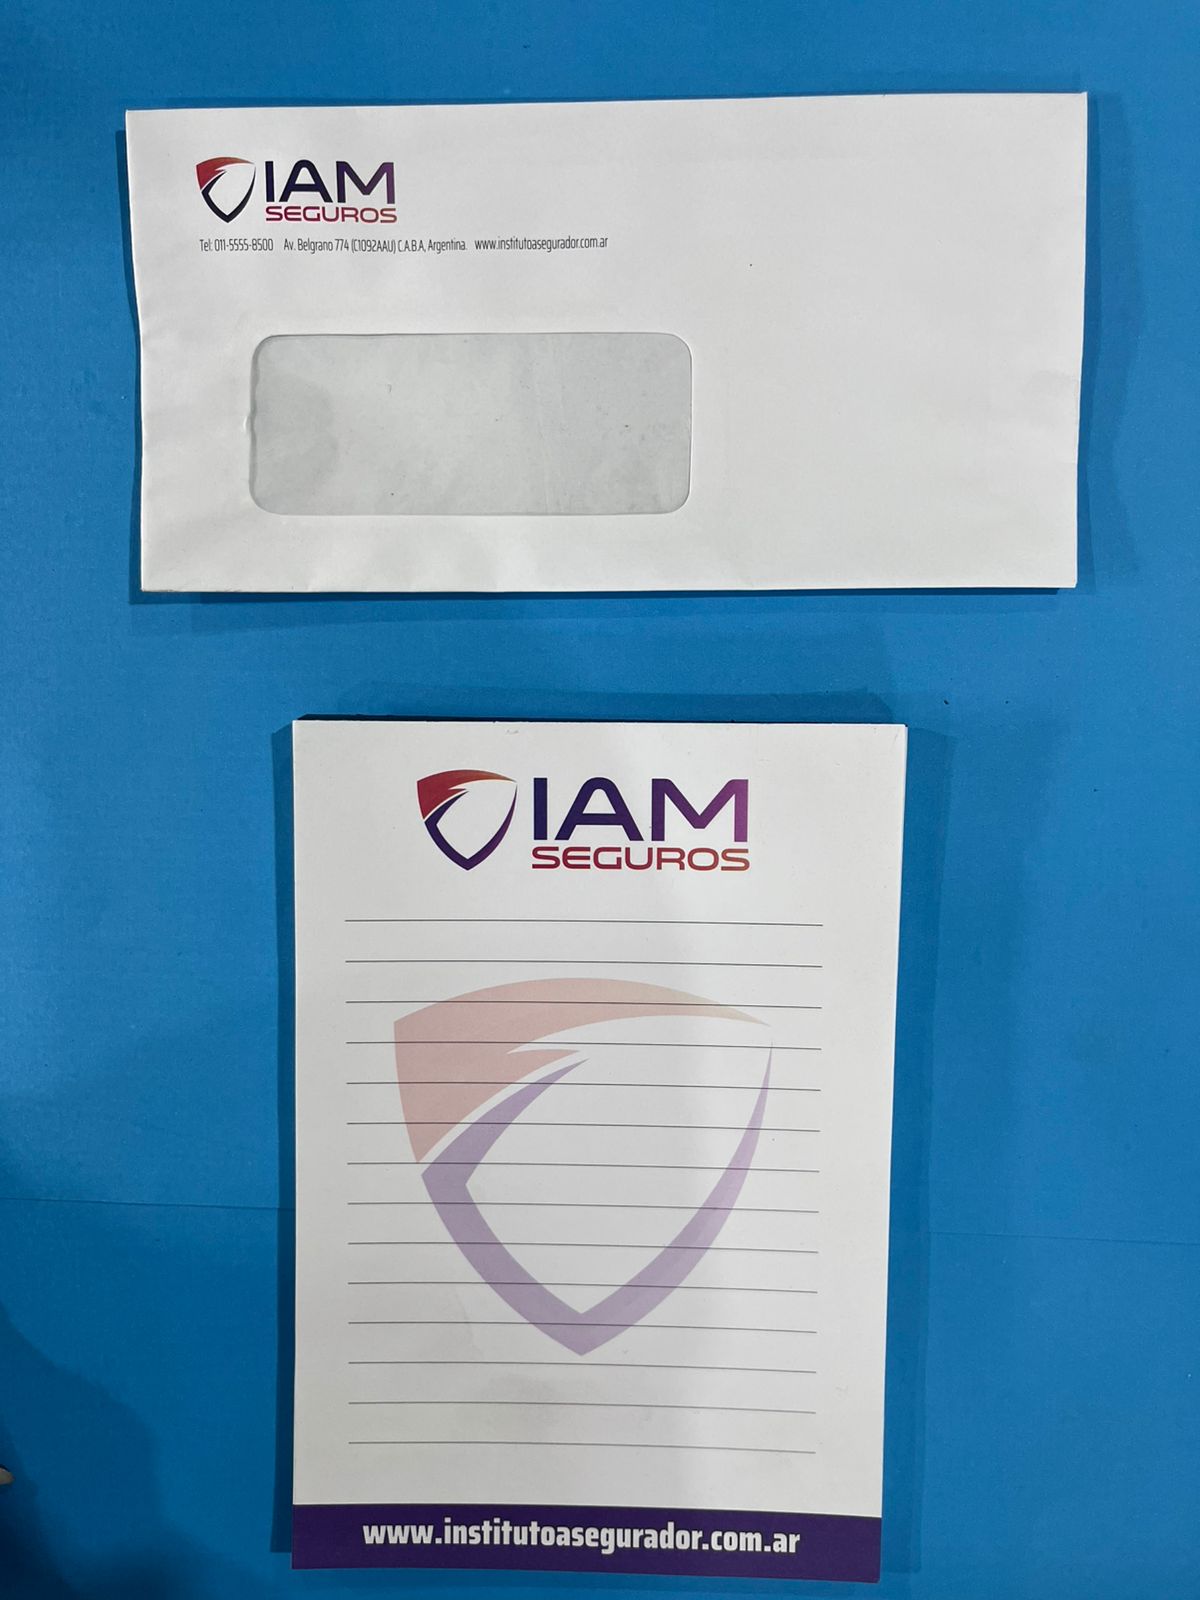 IAM
SEGUROS
Tel: 011-5555-8500 Av. Belgrano 774 (C1092AAU) C.A.B.A, Argentina. www.institutoasegurador.com.ar
IAM
SEGUROS
www.institutoasegurador.com.ar